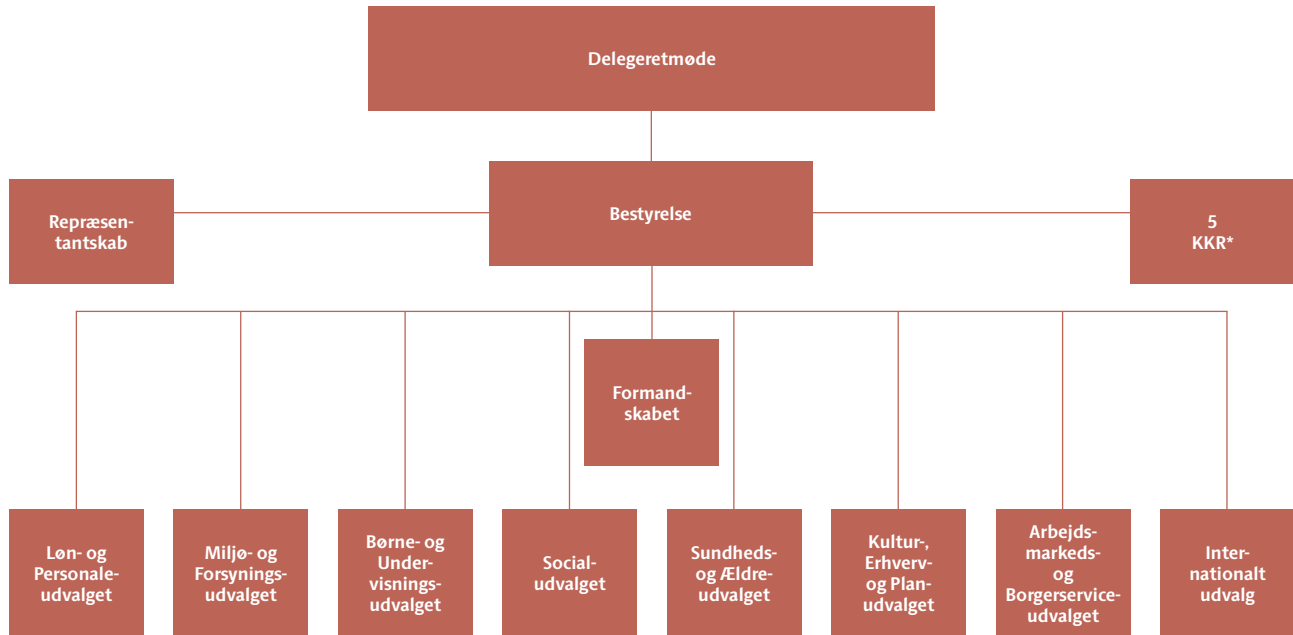 Delegeretmøde
Bestyrelse
Repræsen-
tantskab
5
KKR*
Formand-
skabet
Løn- og
Personale-
udvalget
Miljø- og
Forsynings-
udvalget
Børne- og
Under-
visnings-
udvalget
Social-
udvalget
Sundheds-
og Ældre-
udvalget
Kultur-,
Erhverv-
og Plan-
udvalget
Arbejds-
markeds-
og
Borgerservice-
udvalget
Inter-
nationalt
udvalg